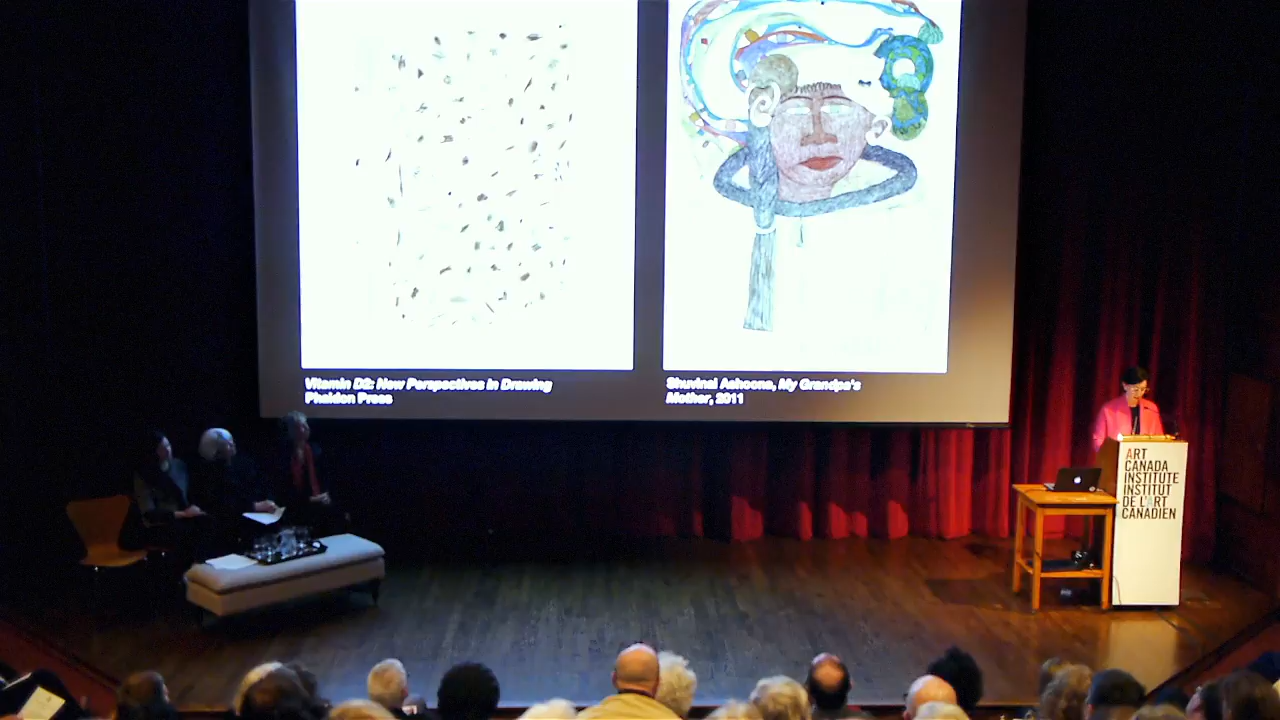 Vitamin D2: New Perspectives in Drawing
Phaidon Press
Shuvinai Ashoona, My Grandpa's
Mother, 2011
ART
CANADA
INSTITUTE
INSTITUT
DE L'ART
CANADIEN